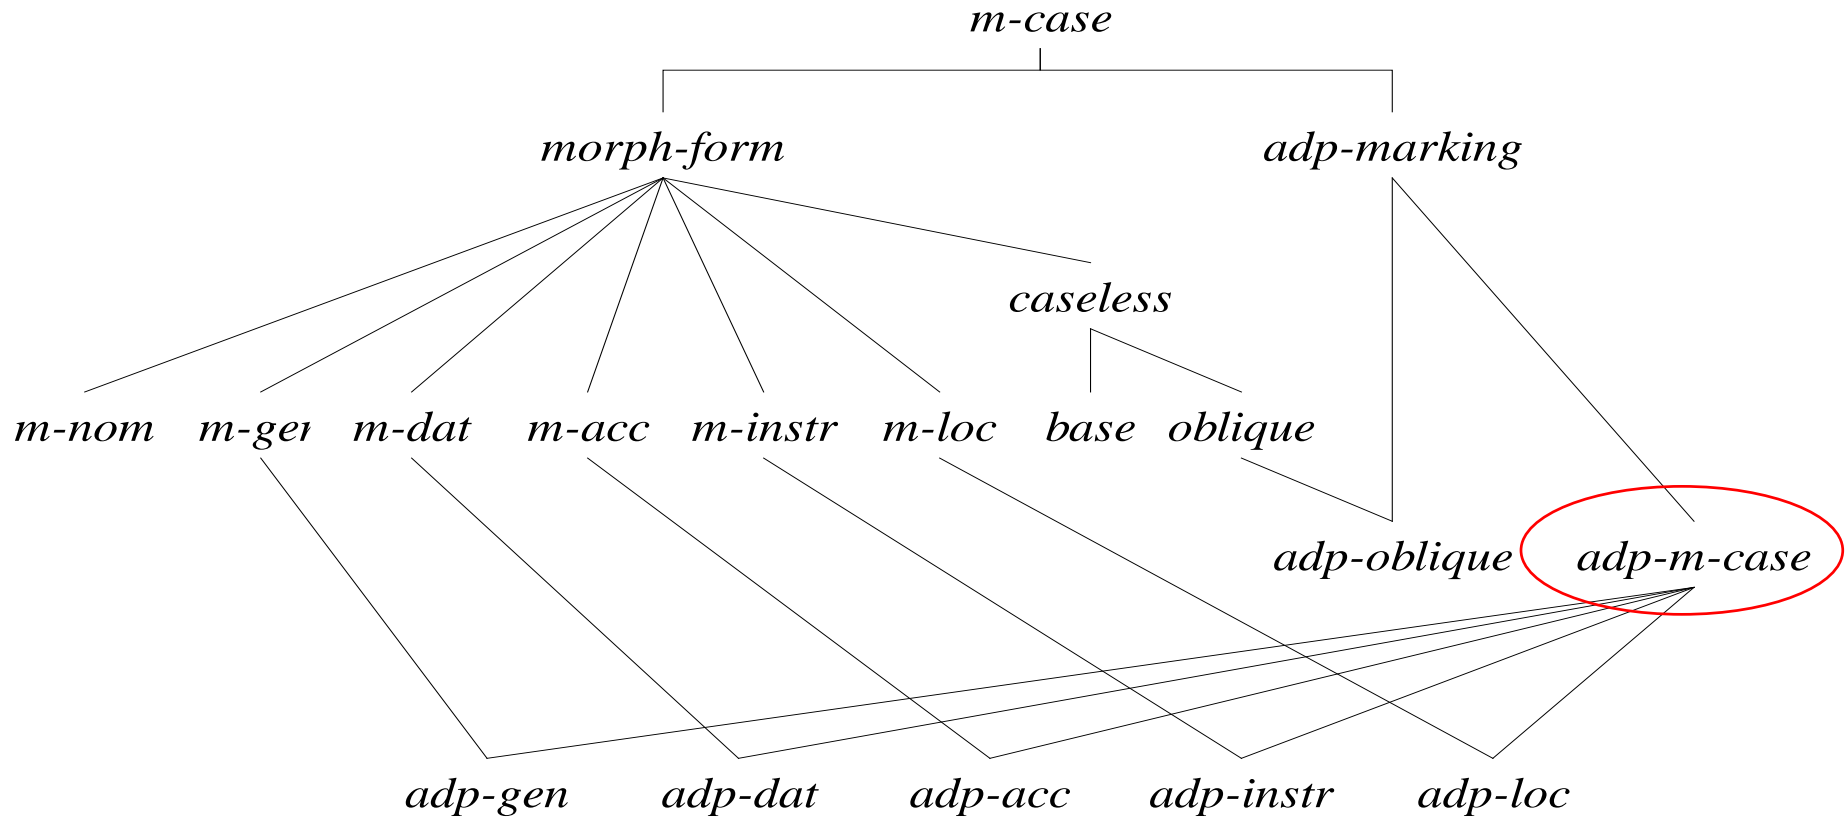 m-case
morph-form adp-marking
caseless
m-nom m-ger m-dat m-acc m-instr m-loc base oblique
adp-oblique adp-m-case
adp-gen adp-dat adp-acc adp-instr adp-loc